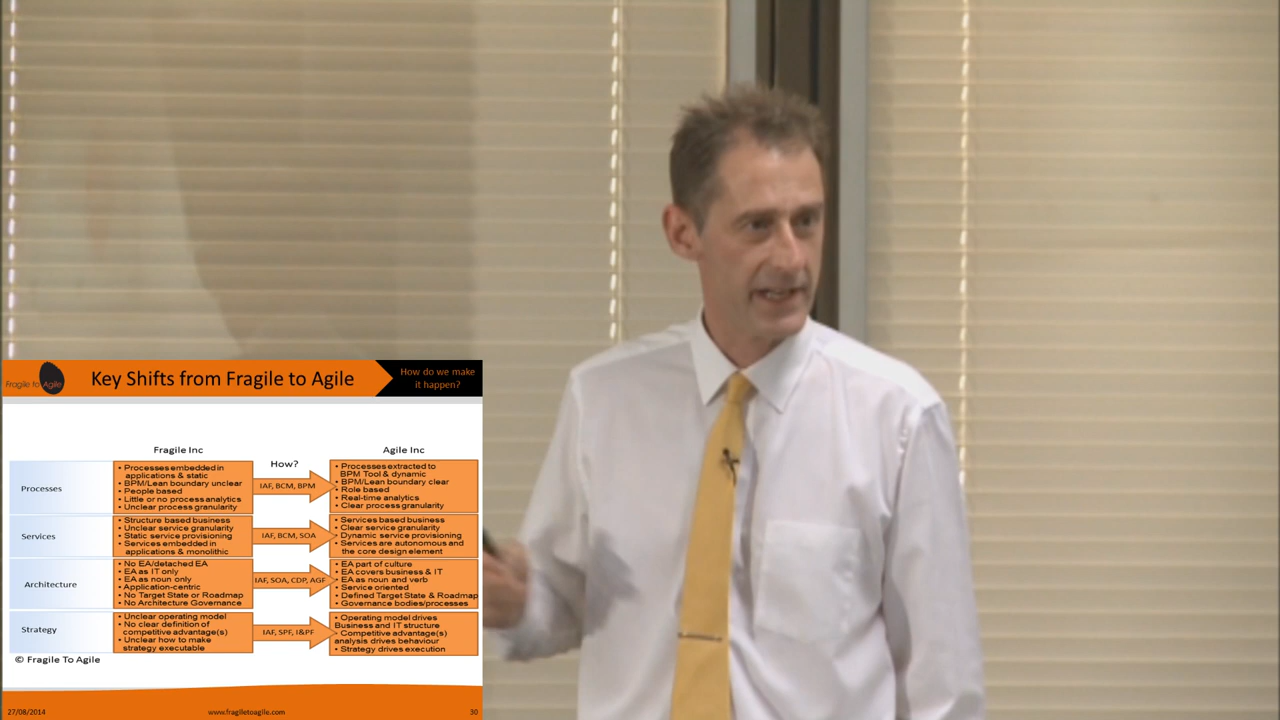 Fragile to Agile
Key Shifts from Fragile to Agile
How do we make
it happen?
Fragile Inc
How?
Agile Inc
Processes
• Processes embedded in
applications & static
• BPM/Lean boundary unclear
• People based
• Little or no process analytics
• Unclear process granularity
IAF, BCM, BPM
• Processes extracted to
BPM Tool & dynamic
• BPM/Lean boundary clear
• Role based
• Real-time analytics
• Clear process granularity
Services
• Structure based business
• Unclear service granularity
• Static service provisioning
• Services embedded in
applications & monolithic
IAF, BCM, SOA
• Services based business
• Clear service granularity
• Dynamic service provisioning
• Services are autonomous and
the core design element
Architecture
• No EA/detached EA
• EA as IT only
• EA as noun only
• Application-centric
• No Target State or Roadmap
• No Architecture Governance
IAF, SOA, CDP, AGF
• EA part of culture
• EA covers business & IT
• EA as noun and verb
• Service oriented
• Defined Target State & Roadmap
• Governance bodies/processes
Strategy
• Unclear operating model
• No clear definition of
competitive advantage(s)
• Unclear how to make
strategy executable
IAF, SPF, I&PF
• Operating model drives
Business and IT structure
• Competitive advantage(s)
analysis drives behaviour
• Strategy drives execution
© Fragile To Agile
27/08/2014
www.fragiletoagile.com
30